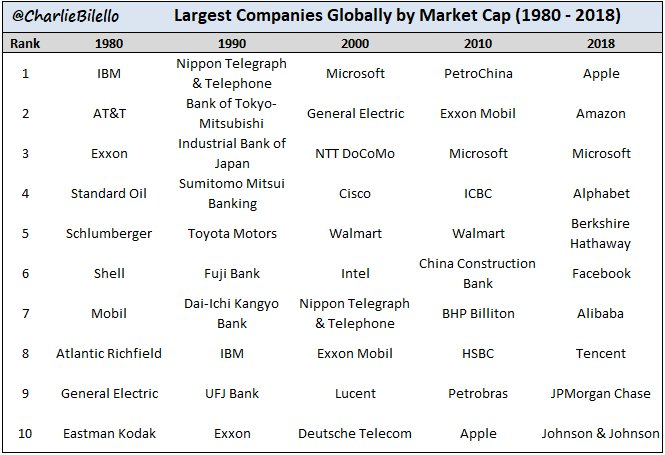 @CharlieBilello Largest Companies Globally by Market Cap (1980 - 2018)
Rank 1980 1990 2000 2010 2018
1 IBM Nippon Telegraph & Telephone Microsoft PetroChina Apple
2 AT&T Bank of Tokyo-Mitsubishi General Electric Exxon Mobil Amazon
3 Exxon Industrial Bank of Japan NTT DoCoMo Microsoft Microsoft
4 Standard Oil Sumitomo Mitsui Banking Cisco ICBC Alphabet
5 Schlumberger Toyota Motors Walmart Walmart Berkshire Hathaway
6 Shell Fuji Bank Intel China Construction Bank Facebook
7 Mobil Dai-Ichi Kangyo Bank Nippon Telegraph & Telephone BHP Billiton Alibaba
8 Atlantic Richfield IBM Exxon Mobil HSBC Tencent
9 General Electric UFJ Bank Lucent Petrobras JPMorgan Chase
10 Eastman Kodak Exxon Deutsche Telecom Apple Johnson & Johnson